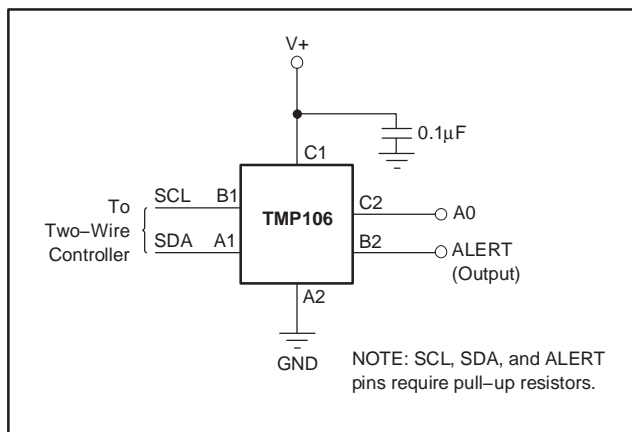 V+
0.1μF
C1
To
Two−Wire
Controller
SCL
B1
SDA
A1
TMP106
C2
A0
B2
ALERT
(Output)
A2
GND
NOTE: SCL, SDA, and ALERT
pins require pull−up resistors.